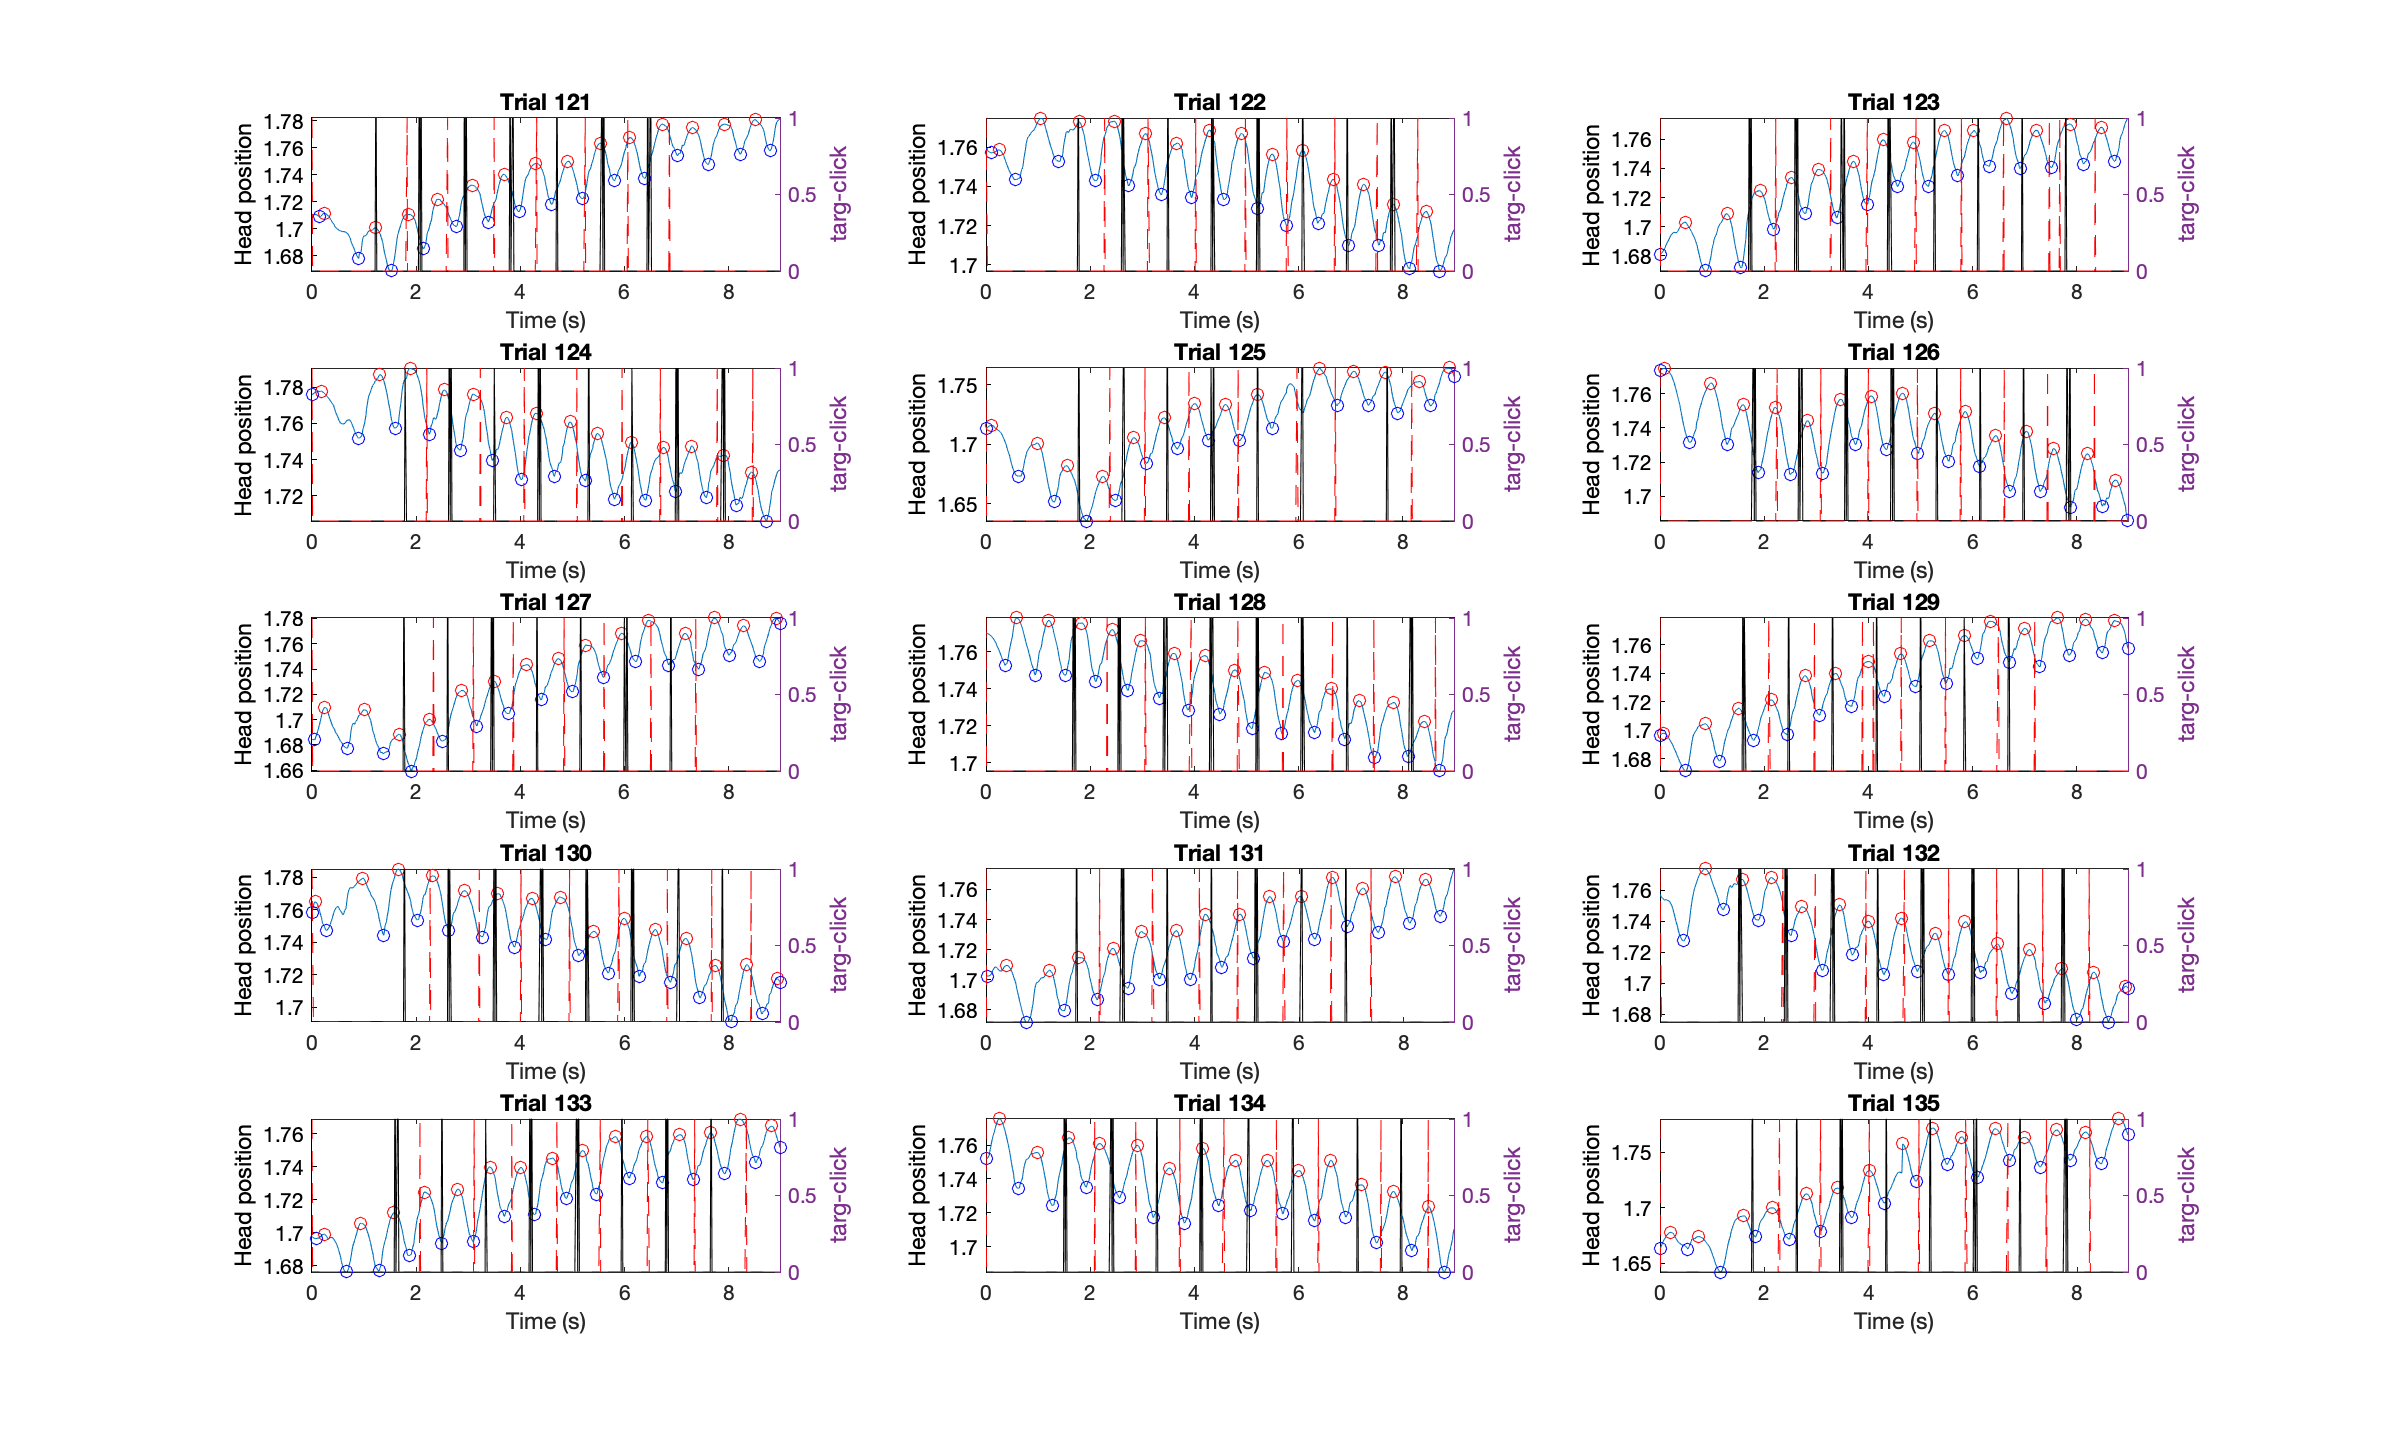 Trial 121
Head position
1.78
1.76
1.74
1.72
1.7
1.68
1
0.5
0
targ-click
0 2 4 6 8
Time (s)
Trial 122
Head position
1.76
1.74
1.72
1.7
1
0.5
0
targ-click
0 2 4 6 8
Time (s)
Trial 123
Head position
1.76
1.74
1.72
1.7
1.68
1
0.5
0
targ-click
0 2 4 6 8
Time (s)
Trial 124
Head position
1.78
1.76
1.74
1.72
1
0.5
0
targ-click
0 2 4 6 8
Time (s)
Trial 125
Head position
1.75
1.7
1.65
1
0.5
0
targ-click
0 2 4 6 8
Time (s)
Trial 126
Head position
1.76
1.74
1.72
1.7
1
0.5
0
targ-click
0 2 4 6 8
Time (s)
Trial 127
Head position
1.78
1.76
1.74
1.72
1.7
1.68
1.66
1
0.5
0
targ-click
0 2 4 6 8
Time (s)
Trial 128
Head position
1.76
1.74
1.72
1.7
1
0.5
0
targ-click
0 2 4 6 8
Time (s)
Trial 129
Head position
1.76
1.74
1.72
1.7
1.68
1
0.5
0
targ-click
0 2 4 6 8
Time (s)
Trial 130
Head position
1.78
1.76
1.74
1.72
1.7
1
0.5
0
targ-click
0 2 4 6 8
Time (s)
Trial 131
Head position
1.76
1.74
1.72
1.7
1.68
1
0.5
0
targ-click
0 2 4 6 8
Time (s)
Trial 132
Head position
1.76
1.74
1.72
1.7
1.68
1
0.5
0
targ-click
0 2 4 6 8
Time (s)
Trial 133
Head position
1.76
1.74
1.72
1.7
1.68
1
0.5
0
targ-click
0 2 4 6 8
Time (s)
Trial 134
Head position
1.76
1.74
1.72
1.7
1
0.5
0
targ-click
0 2 4 6 8
Time (s)
Trial 135
Head position
1.75
1.7
1.65
1
0.5
0
targ-click
0 2 4 6 8
Time (s)